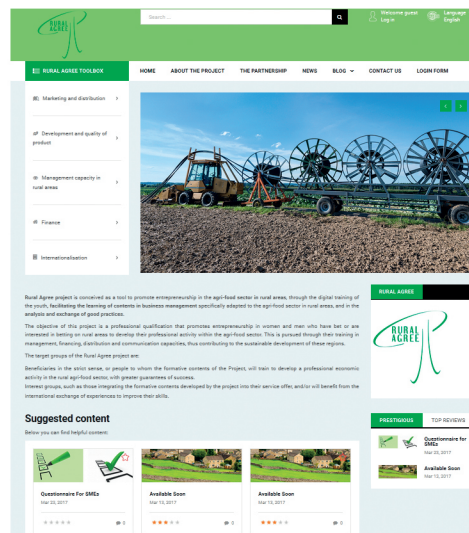 RURAL
AGREE
Search ...
Welcome guest
Log in
Language
English
RURAL AGREE TOOLBOX
HOME
ABOUT THE PROJECT
THE PARTNERSHIP
NEWS
BLOG
CONTACT US
LOGIN FORM
Marketing and distribution
Development and quality of
product
Management capacity in
rural areas
Finance
Internationalisation
Rural Agree project is conceived as a tool to promote entrepreneurship in the agri-food sector in rural areas, through the digital training of
the youth, facilitating the learning of contents in business management specifically adapted to the agri-food sector in rural areas, and in the
analysis and exchange of good practices.
The objective of this project is a professional qualification that promotes entrepreneurship in women and men who have bet or are
interested in betting on rural areas to develop their professional activity within the agri-food sector. This is pursued through their training in
management, financing, distribution and communication capacities, thus contributing to the sustainable development of these regions.
The target groups of the Rural Agree project are:
Beneficiaries in the strict sense, or people to whom the formative contents of the Project, will train to develop a professional economic
activity in the rural agri-food sector, with greater guarantees of success.
Interest groups, such as those integrating the formative contents developed by the project into their service offer, and/or will benefit from the
international exchange of experiences to improve their skills.
RURAL AGREE
RURAL
AGREE
Suggested content
Below you can find helpful content:
Questionnaire For SMEs
Mar 23, 2017
0
Available Soon
Mar 13, 2017
0
Available Soon
Mar 13, 2017
0
PRESTIGIOUS
TOP REVIEWS
Questionnaire for
SMEs
Mar 23, 2017
Available Soon
Mar 13, 2017